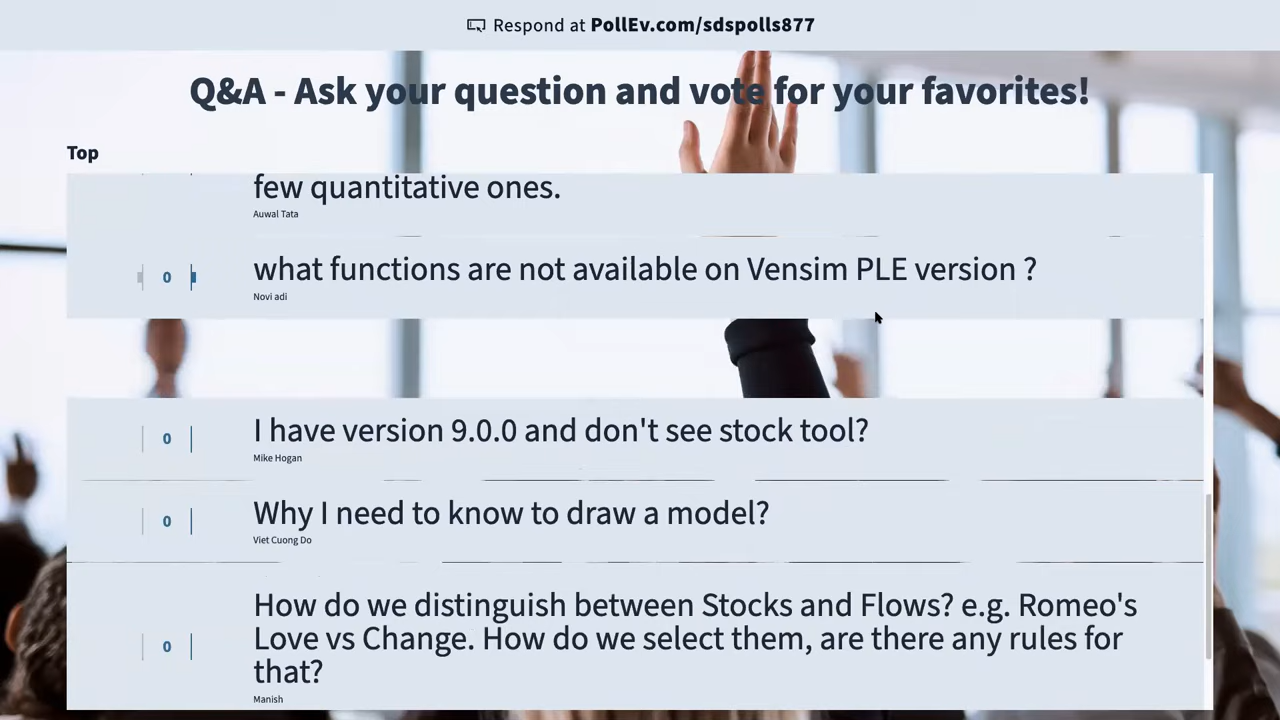 Respond at PollEv.com/sdspolls877
Q&A - Ask your question and vote for your favorites!
Top
few quantitative ones.
Auwal Tata
0
what functions are not available on Vensim PLE version ?
Novi adi
0
I have version 9.0.0 and don't see stock tool?
Mike Hogan
0
Why I need to know to draw a model?
Viet Cuong Do
0
How do we distinguish between Stocks and Flows? e.g. Romeo's
Love vs Change. How do we select them, are there any rules for
that?
Manish